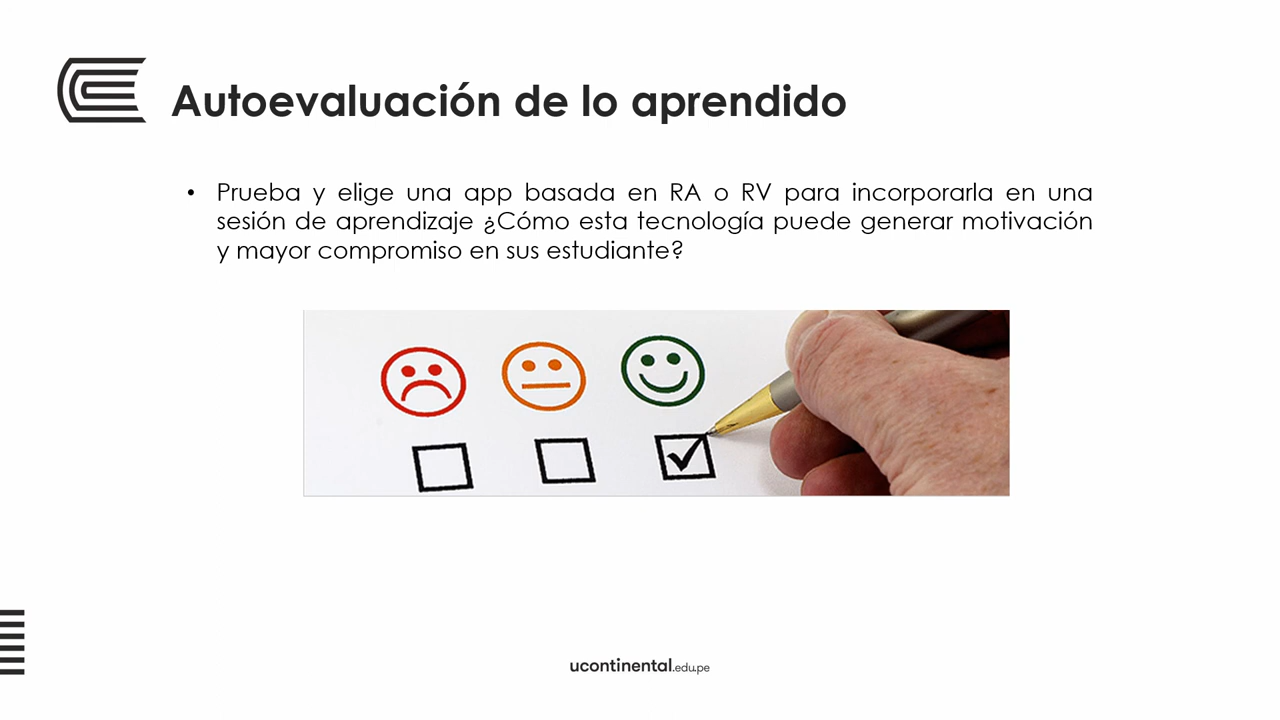 Autoevaluación de lo aprendido
• Prueba y elige una app basada en RA o RV para incorporarla en una
sesión de aprendizaje ¿Cómo esta tecnología puede generar motivación
y mayor compromiso en sus estudiante?
ucontinental.edu.pe